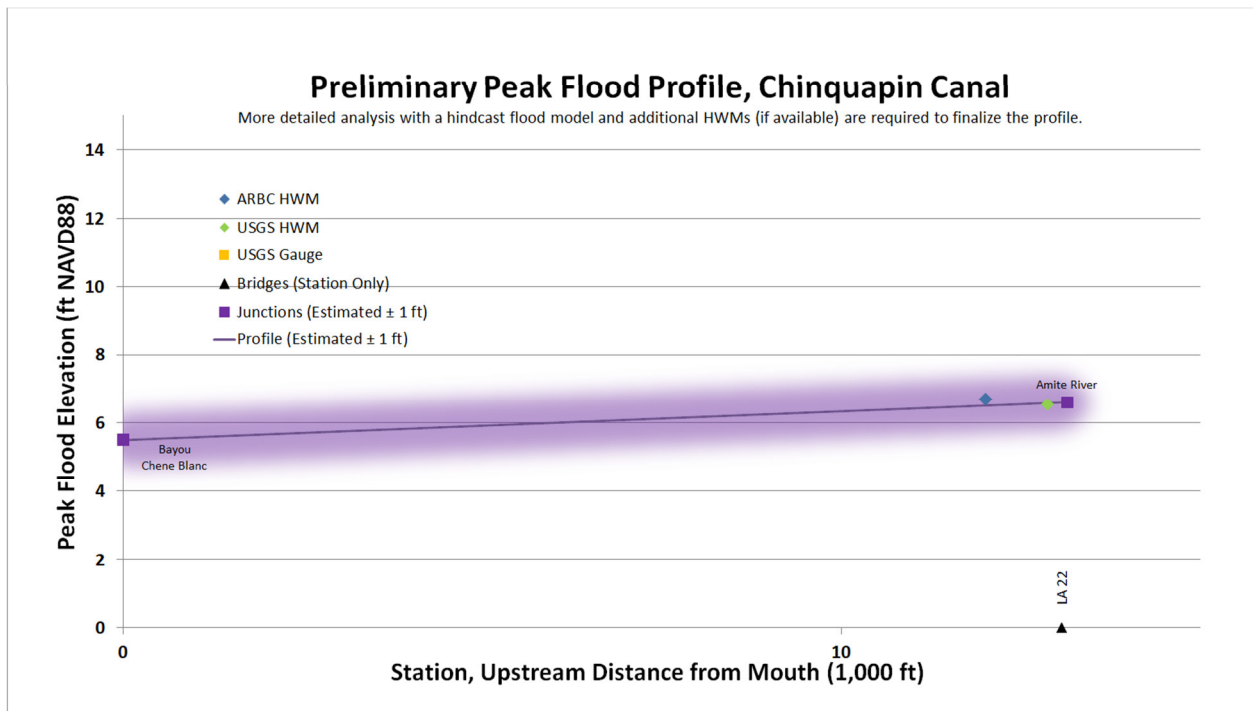 Preliminary Peak Flood Profile, Chinquapin Canal
More detailed analysis with a hindcast flood model and additional HWMs (if available) are required to finalize the profile.
Peak Flood Elevation (ft NAVD88)
14
12
10
8
6
4
2
0
ARBC HWM
USGS HWM
USGS Gauge
Bridges (Station Only)
Junctions (Estimated ± 1 ft)
Profile (Estimated ± 1 ft)
Amite River
Bayou
Chene Blanc
LA 22
0
10
Station, Upstream Distance from Mouth (1,000 ft)